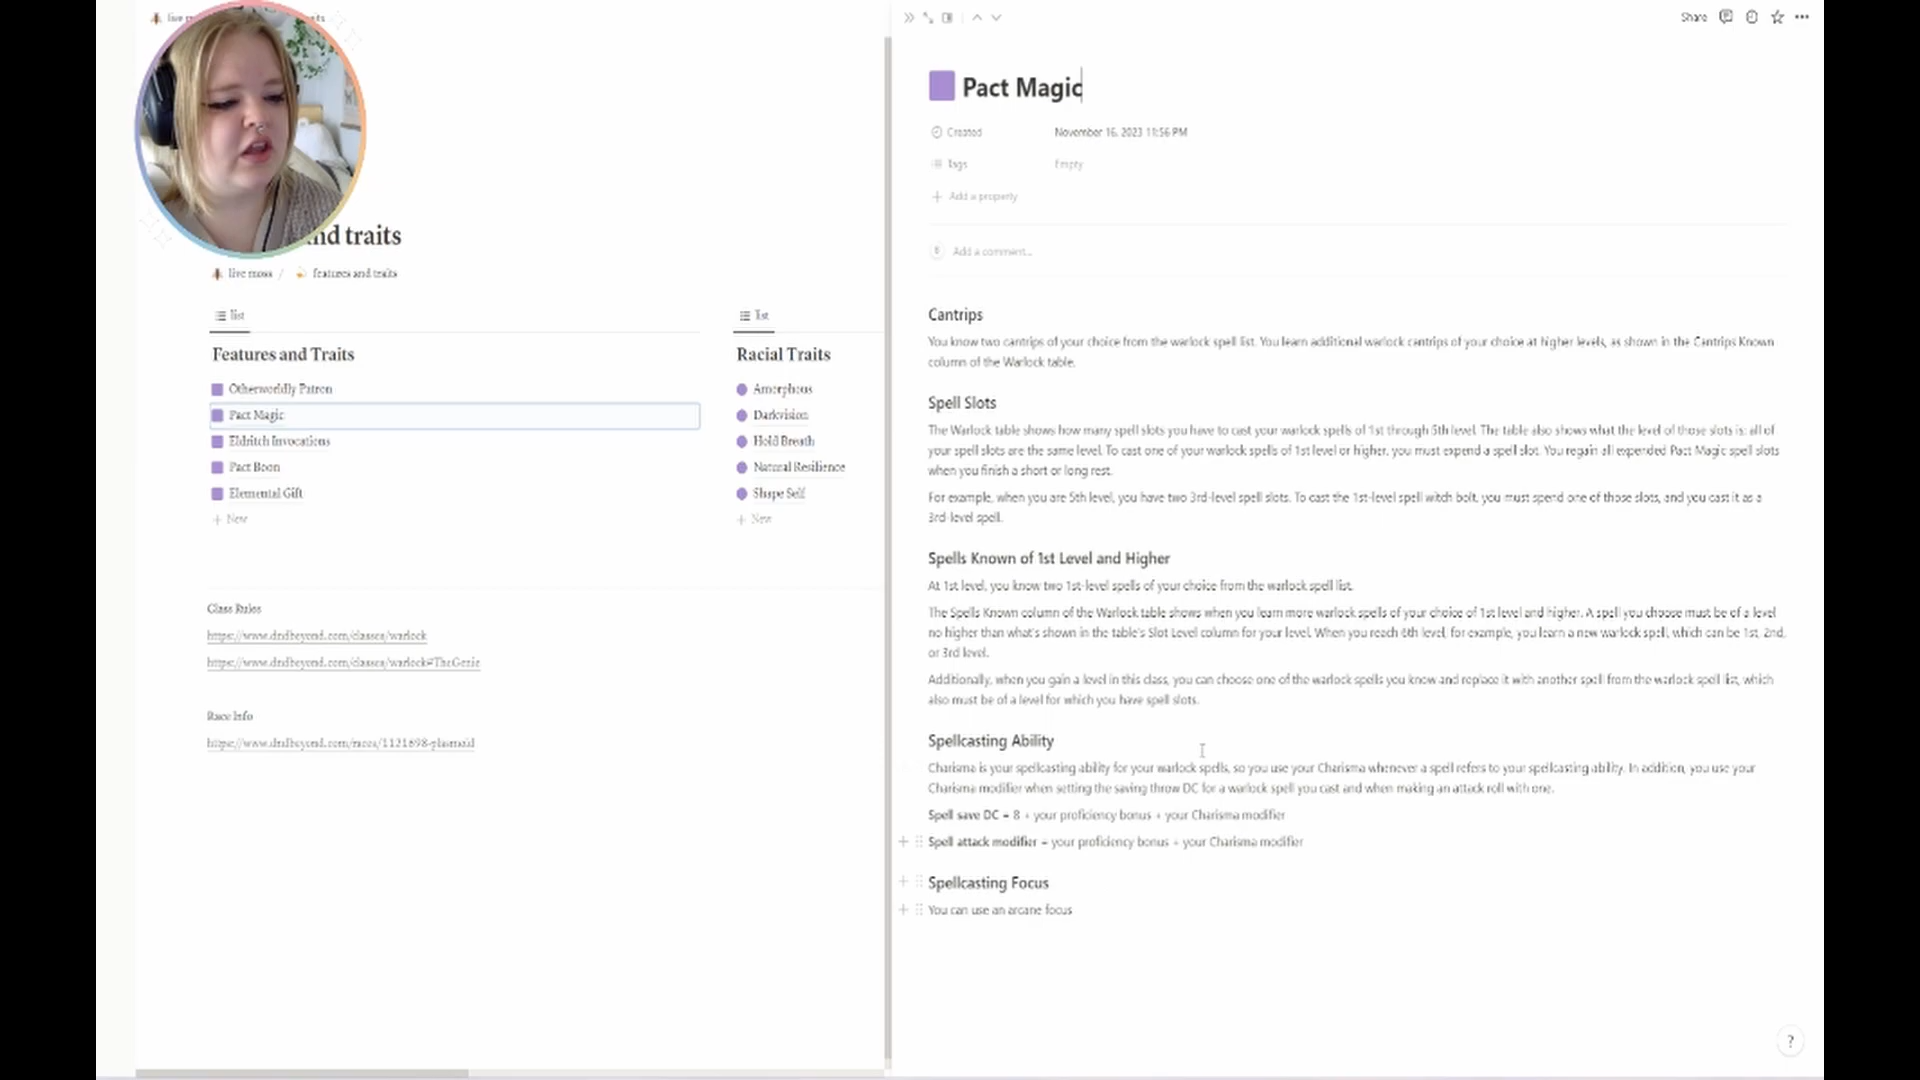 nd traits
live moss / features and traits
list
Features and Traits
Otherworldly Patron
Pact Magic
Eldritch Invocations
Pact Boon
Elemental Gift
+ New
list
Racial Traits
Amorphous
Darkvision
Hold Breath
Natural Resilience
Shape Self
+ New
Class Rules
https://www.dndbeyond.com/classes/warlock
https://www.dndbeyond.com/classes/warlock#TheGenie
Race Info
https://www.dndbeyond.com/races/1121698-plasmoid
Share
Pact Magic
Created November 16, 2023 11:56 PM
Tags Empty
+ Add a property
Add a comment...
Cantrips
You know two cantrips of your choice from the warlock spell list. You learn additional warlock cantrips of your choice at higher levels, as shown in the Cantrips Known
column of the Warlock table.
Spell Slots
The Warlock table shows how many spell slots you have to cast your warlock spells of 1st through 5th level. The table also shows what the level of those slots is; all of
your spell slots are the same level. To cast one of your warlock spells of 1st level or higher, you must expend a spell slot. You regain all expended Pact Magic spell slots
when you finish a short or long rest.
For example, when you are 5th level, you have two 3rd-level spell slots. To cast the 1st-level spell witch bolt, you must spend one of those slots, and you cast it as a
3rd-level spell.
Spells Known of 1st Level and Higher
At 1st level, you know two 1st-level spells of your choice from the warlock spell list.
The Spells Known column of the Warlock table shows when you learn more warlock spells of your choice of 1st level and higher. A spell you choose must be of a level
no higher than what's shown in the table's Slot Level column for your level. When you reach 6th level, for example, you learn a new warlock spell, which can be 1st, 2nd,
or 3rd level.
Additionally, when you gain a level in this class, you can choose one of the warlock spells you know and replace it with another spell from the warlock spell list, which
also must be of a level for which you have spell slots.
Spellcasting Ability
Charisma is your spellcasting ability for your warlock spells, so you use your Charisma whenever a spell refers to your spellcasting ability. In addition, you use your
Charisma modifier when setting the saving throw DC for a warlock spell you cast and when making an attack roll with one.
Spell save DC = 8 + your proficiency bonus + your Charisma modifier
Spell attack modifier = your proficiency bonus + your Charisma modifier
Spellcasting Focus
You can use an arcane focus
?